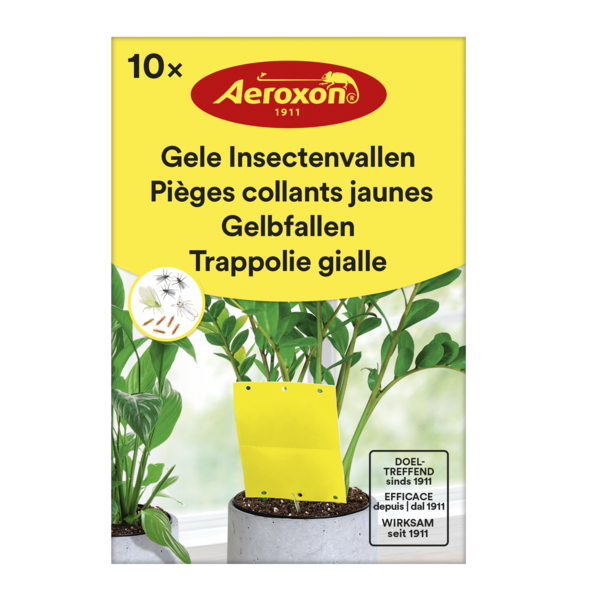 10x
Aeroxon®
1911
Gele Insectenvallen
Pièges collants jaunes
Gelbfallen
Trappolie gialle
DOEL-
TREFFEND
sinds 1911
EFFICACE
depuis | dal 1911
WIRKSAM
seit 1911